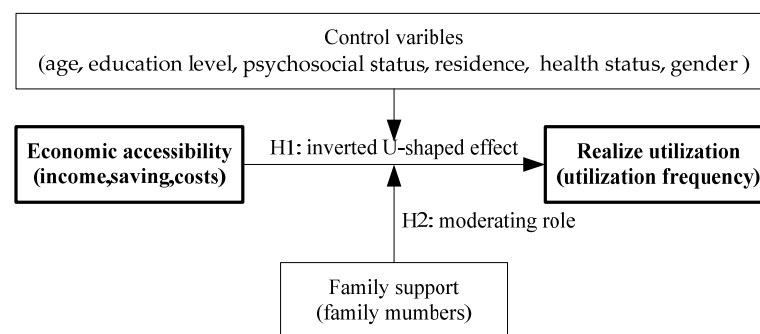 Control varibles
(age, education level, psychosocial status, residence, health status, gender )
Economic accessibility
(income,saving,costs)
H1: inverted U-shaped effect
Realize utilization
(utilization frequency)
H2: moderating role
Family support
(family mumbers)